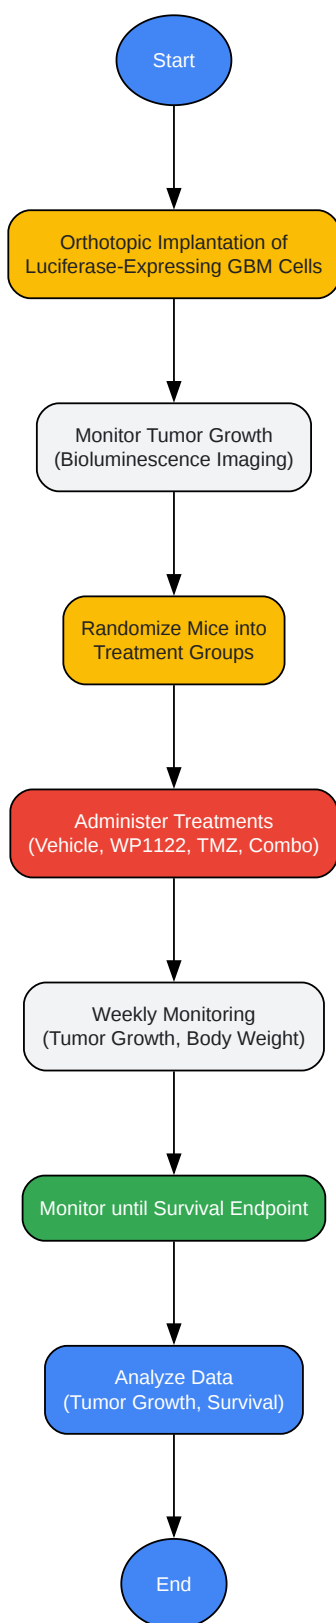 Start
Orthotopic Implantation of
Luciferase-Expressing GBM Cells
Monitor Tumor Growth
(Bioluminescence Imaging)
Randomize Mice into
Treatment Groups
Administer Treatments
(Vehicle, WP1122, TMZ, Combo)
Weekly Monitoring
(Tumor Growth, Body Weight)
Monitor until Survival Endpoint
Analyze Data
(Tumor Growth, Survival)
End